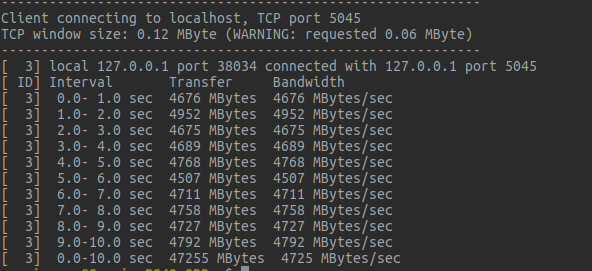 ------------------------------------------------------------
Client connecting to localhost, TCP port 5045
TCP window size: 0.12 MByte (WARNING: requested 0.06 MByte)
------------------------------------------------------------
[  3] local 127.0.0.1 port 38034 connected with 127.0.0.1 port 5045
[ ID] Interval       Transfer     Bandwidth
[  3]  0.0- 1.0 sec  4676 MBytes  4676 MBytes/sec
[  3]  1.0- 2.0 sec  4952 MBytes  4952 MBytes/sec
[  3]  2.0- 3.0 sec  4675 MBytes  4675 MBytes/sec
[  3]  3.0- 4.0 sec  4689 MBytes  4689 MBytes/sec
[  3]  4.0- 5.0 sec  4768 MBytes  4768 MBytes/sec
[  3]  5.0- 6.0 sec  4507 MBytes  4507 MBytes/sec
[  3]  6.0- 7.0 sec  4711 MBytes  4711 MBytes/sec
[  3]  7.0- 8.0 sec  4758 MBytes  4758 MBytes/sec
[  3]  8.0- 9.0 sec  4727 MBytes  4727 MBytes/sec
[  3]  9.0-10.0 sec  4792 MBytes  4792 MBytes/sec
[  3]  0.0-10.0 sec  47255 MBytes  4725 MBytes/sec